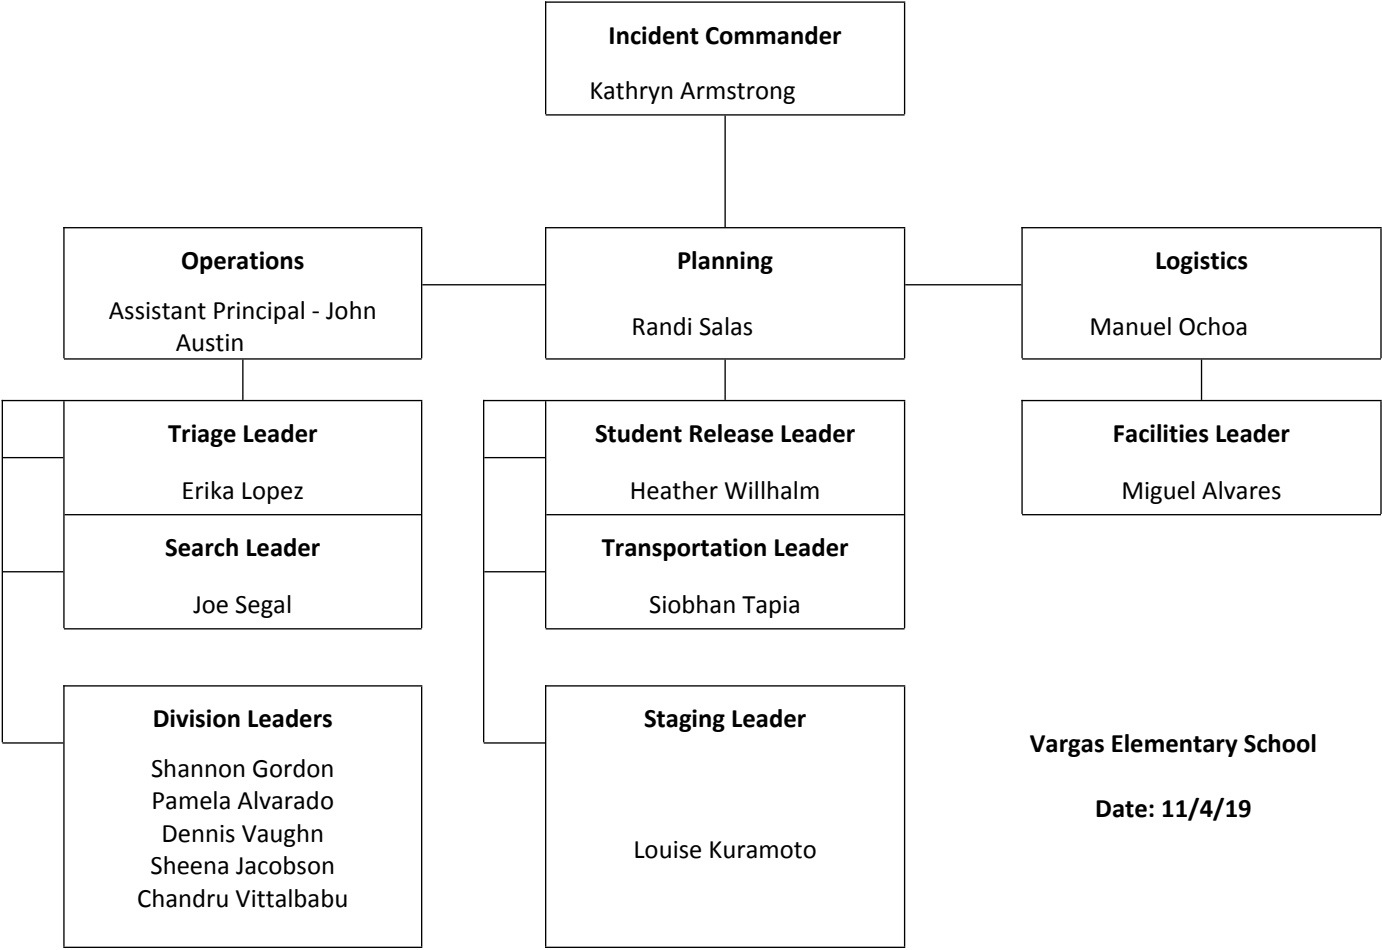 Incident Commander
Kathryn Armstrong
Operations
Assistant Principal - John
Austin
Planning
Randi Salas
Logistics
Manuel Ochoa
Triage Leader
Erika Lopez
Student Release Leader
Heather Willhalm
Facilities Leader
Miguel Alvares
Search Leader
Joe Segal
Transportation Leader
Siobhan Tapia
Division Leaders
Shannon Gordon
Pamela Alvarado
Dennis Vaughn
Sheena Jacobson
Chandru Vittalbabu
Staging Leader
Louise Kuramoto
Vargas Elementary School
Date: 11/4/19